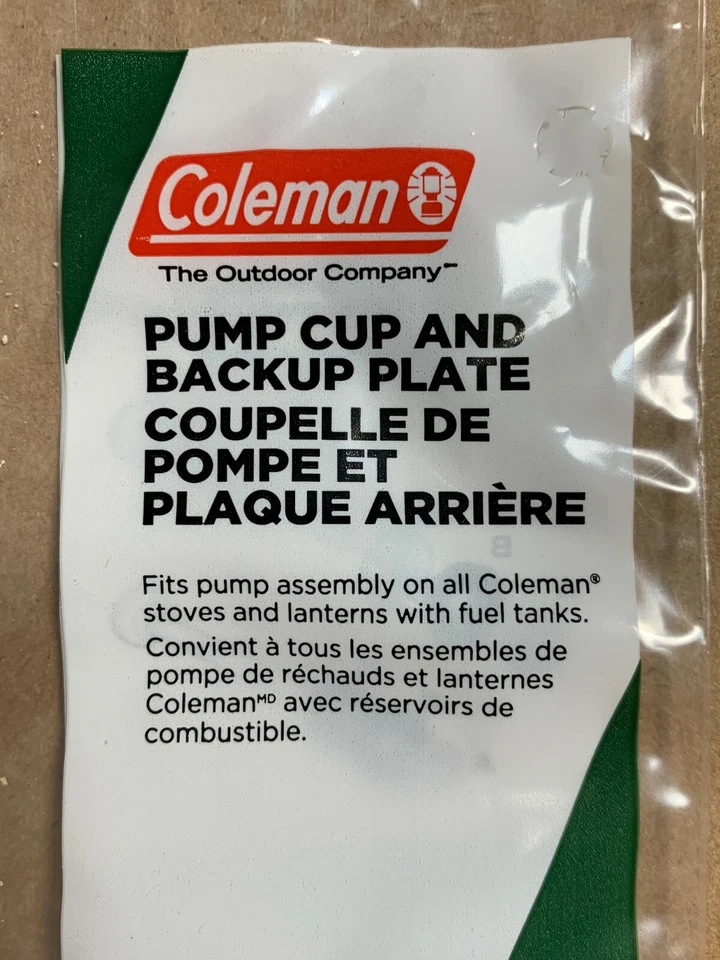 Coleman
The Outdoor Company™
PUMP CUP AND
BACKUP PLATE
COUPELLE DE
POMPE ET
PLAQUE ARRIÈRE
Fits pump assembly on all Coleman®
stoves and lanterns with fuel tanks.
Convient à tous les ensembles de
pompe de réchauds et lanternes
Colemanᴹᴰ avec réservoirs de
combustible.